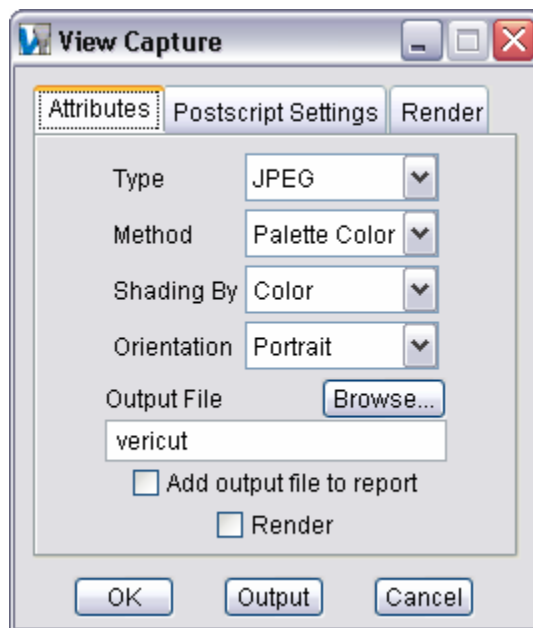 View Capture
Attributes Postscript Settings Render
Type JPEG
Method Palette Color
Shading By Color
Orientation Portrait
Output File Browse...
vericut
Add output file to report
Render
OK Output Cancel